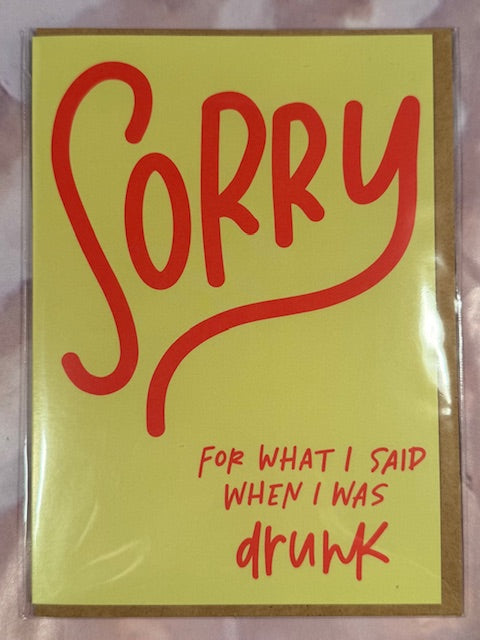 SORRY
FOR WHAT I SAID
WHEN I WAS
drunk